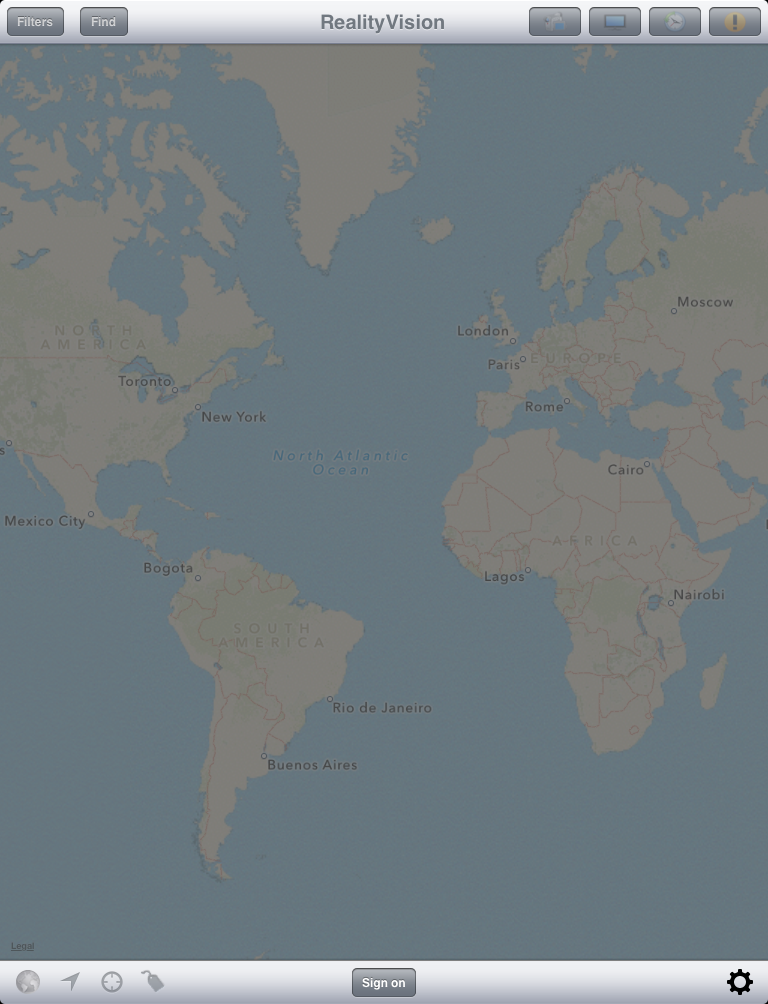 Filters
Find
RealityVision
Moscow
London
NORTH
AMERICA
Paris
EUROPE
Toronto
Rome
New York
North Atlantic
Ocean
s
Cairo
Mexico City
AFRICA
Bogota
Lagos
Nairobi
SOUTH
AMERICA
Rio de Janeiro
Buenos Aires
Legal
Sign on